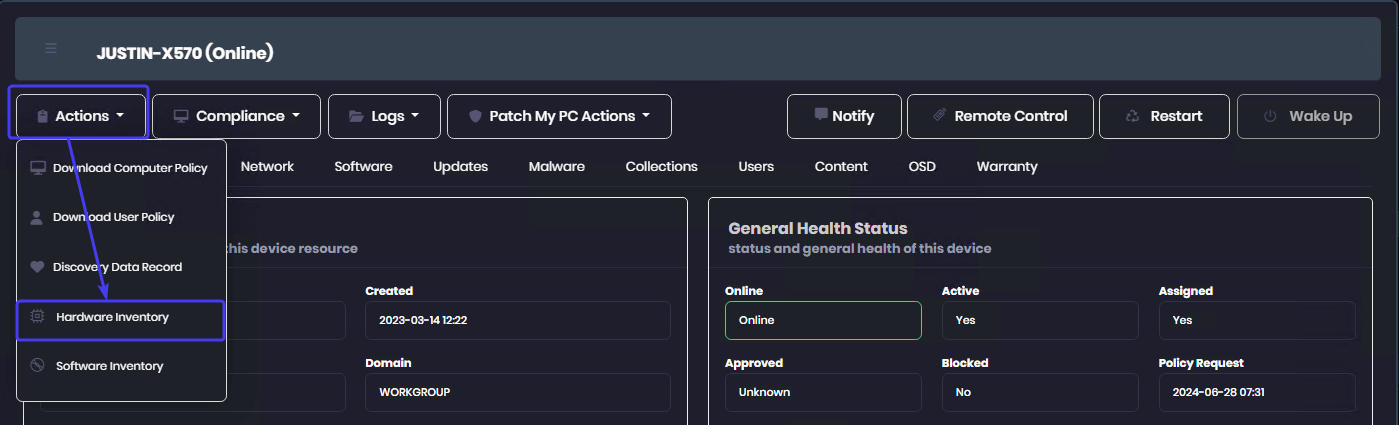 JUSTIN-X570 (Online)
Actions Compliance Logs Patch My PC Actions Notify Remote Control Restart Wake Up
Network Software Updates Malware Collections Users Content OSD Warranty
Download Computer Policy
Download User Policy
Discovery Data Record
Hardware Inventory
Software Inventory
this device resource
Created
2023-03-14 12:22
Domain
WORKGROUP
General Health Status
status and general health of this device
Online Active Assigned
Online Yes Yes
Approved Blocked Policy Request
Unknown No 2024-06-28 07:31